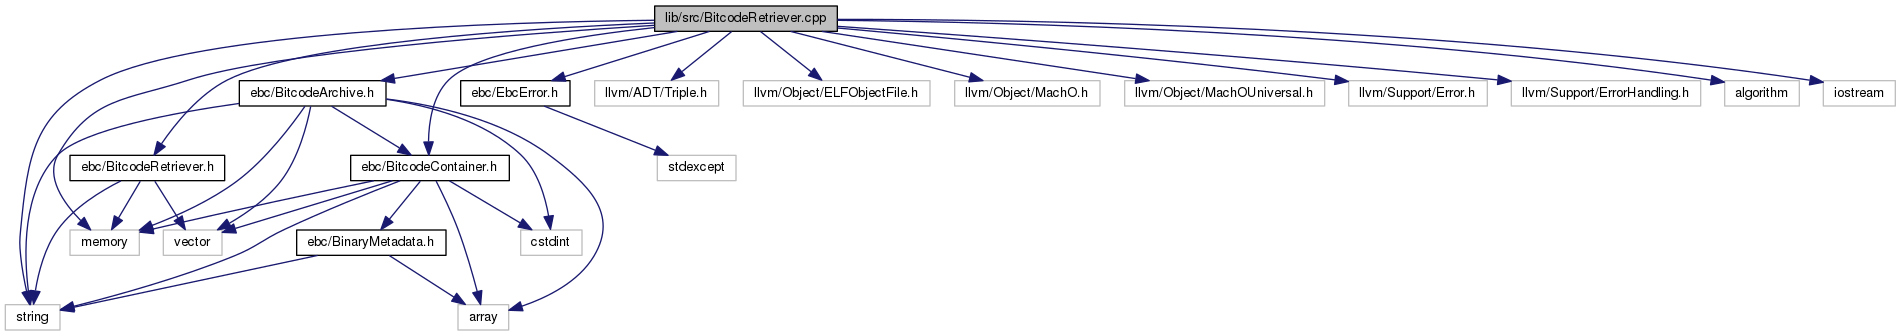 lib/src/BitcodeRetriever.cpp
ebc/BitcodeArchive.h
ebc/EbcError.h
llvm/ADT/Triple.h
llvm/Object/ELFObjectFile.h
llvm/Object/MachO.h
llvm/Object/MachOUniversal.h
llvm/Support/Error.h
llvm/Support/ErrorHandling.h
algorithm
iostream
ebc/BitcodeRetriever.h
ebc/BitcodeContainer.h
stdexcept
memory
vector
ebc/BinaryMetadata.h
cstdint
string
array